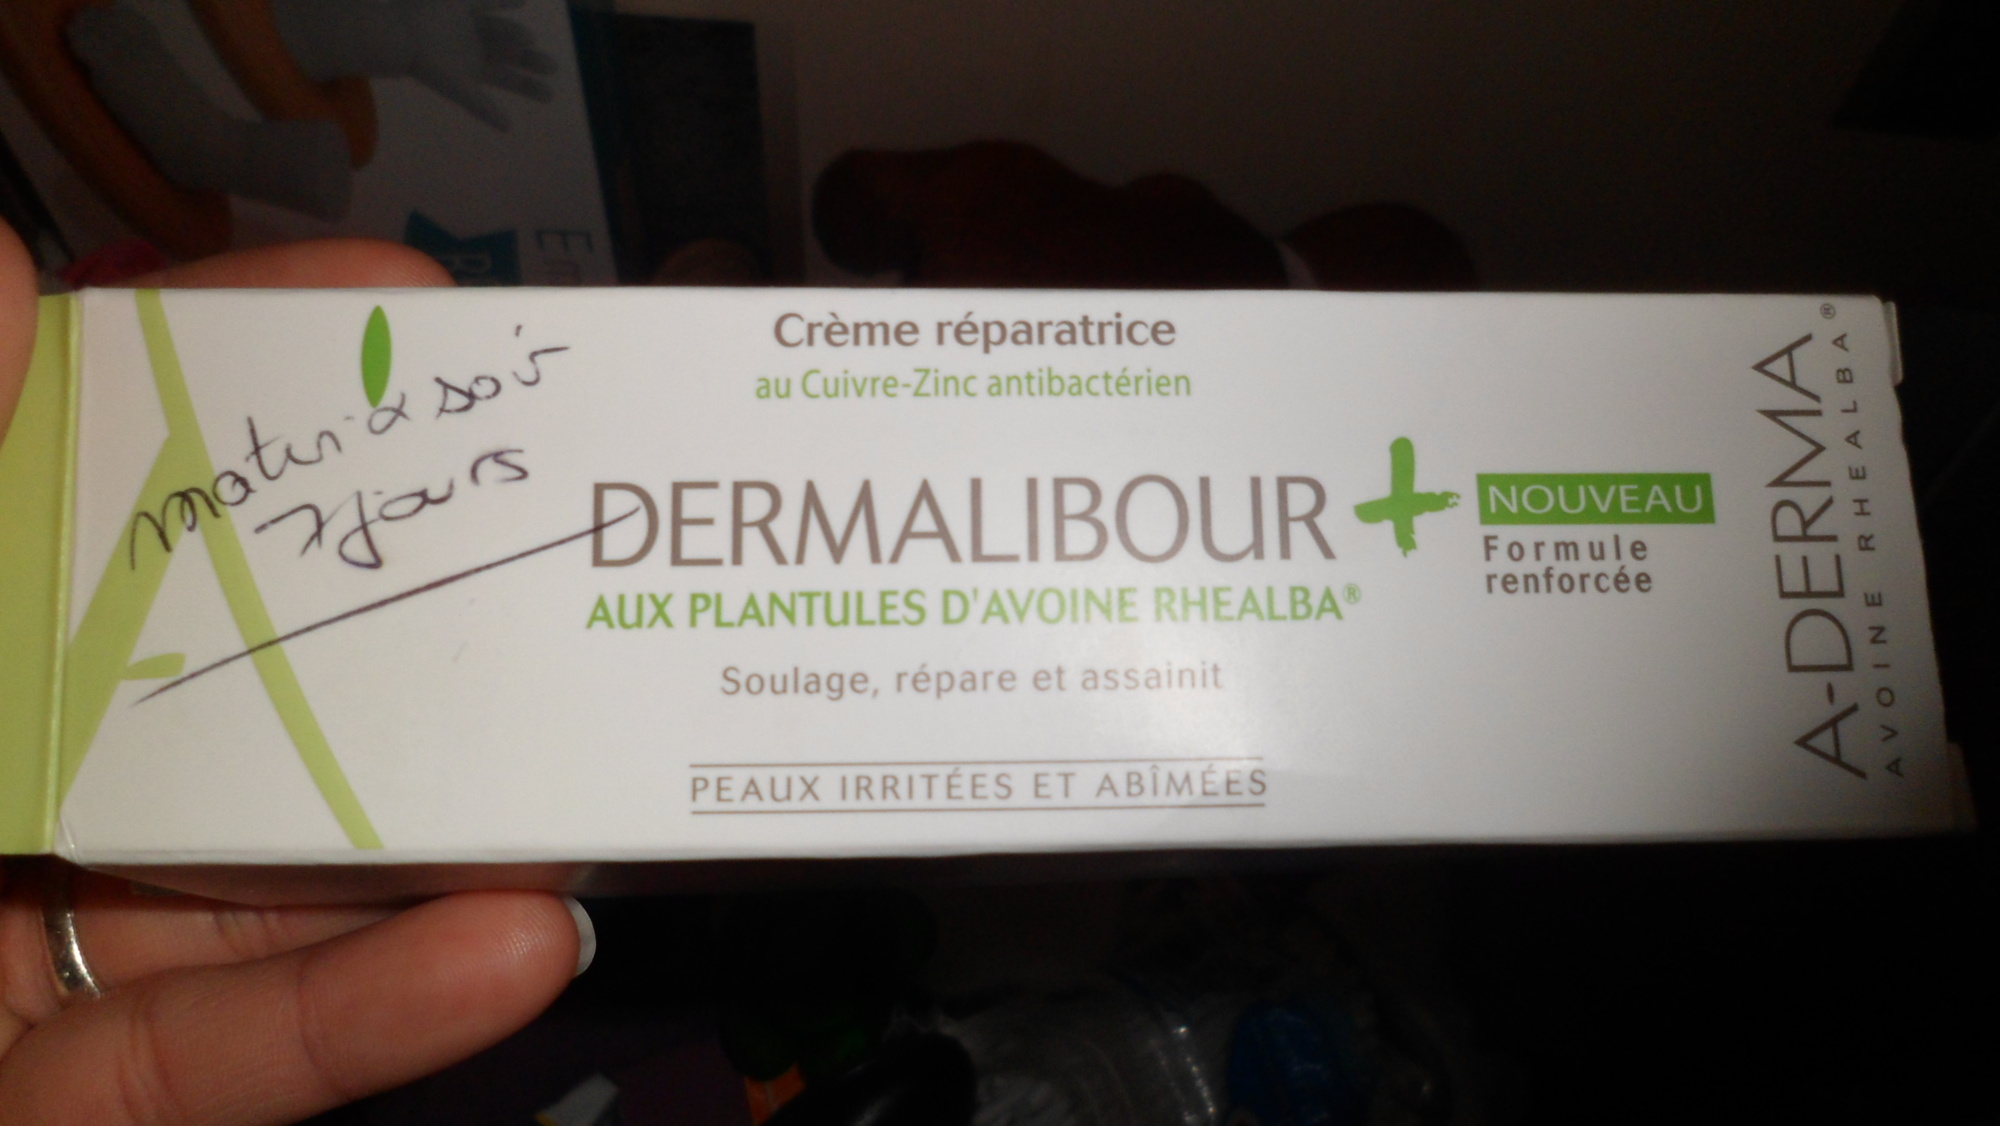 matin & soir
7 jours
Crème réparatrice
au Cuivre-Zinc antibactérien
DERMALIBOUR +
AUX PLANTULES D'AVOINE RHEALBA®
Soulage, répare et assainit
PEAUX IRRITÉES ET ABÎMÉES
NOUVEAU
Formule
renforcée
A-DERMA®
AVOINE RHEALBA®